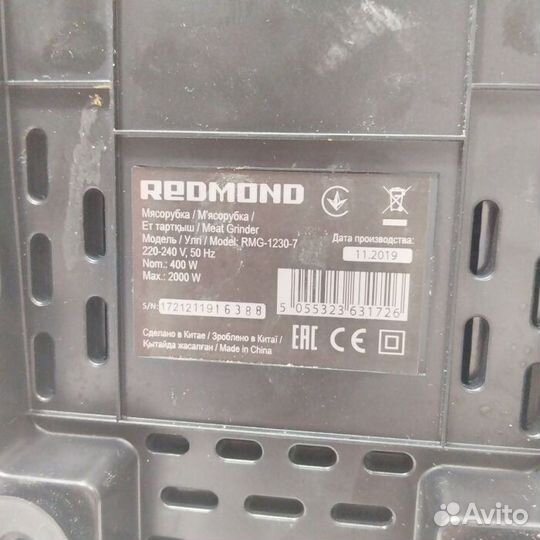 REDMOND
Мясорубка / М'ясорубка /
Ет тартқыш / Meat Grinder
Модель / Үлгі / Model: RMG-1230-7
220-240 V, 50 Hz
Nom.: 400 W
Max.: 2000 W
Дата производства:
11.2019
S/N: 1721211916388
5 055323 631726
Сделано в Китае / Зроблено в Китаї /
Қытайда жасалған / Made in China
EAC CE
Avito